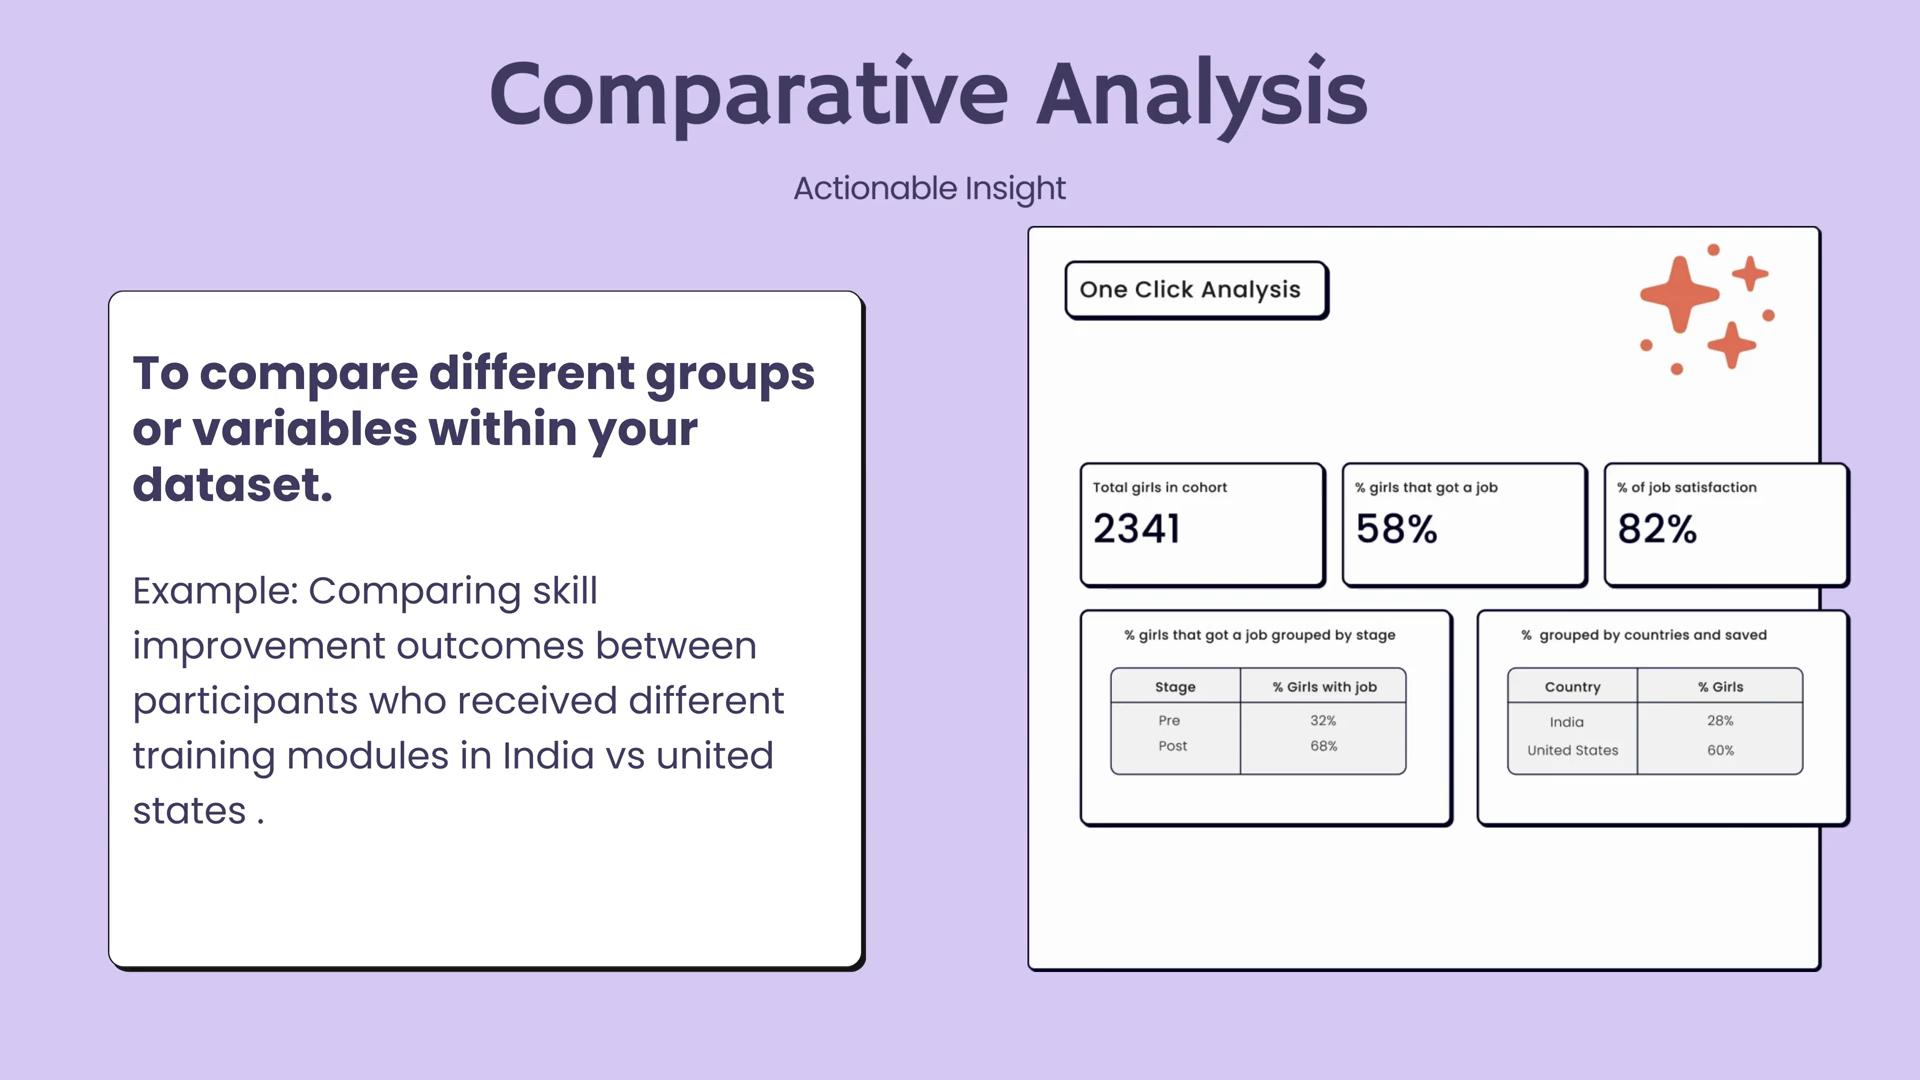 Comparative Analysis
Actionable Insight
To compare different groups
or variables within your
dataset.
Example: Comparing skill
improvement outcomes between
participants who received different
training modules in India vs united
states .
One Click Analysis
Total girls in cohort
2341
% girls that got a job
58%
% of job satisfaction
82%
% girls that got a job grouped by stage
Stage % Girls with job
Pre 32%
Post 68%
% grouped by countries and saved
Country % Girls
India 28%
United States 60%